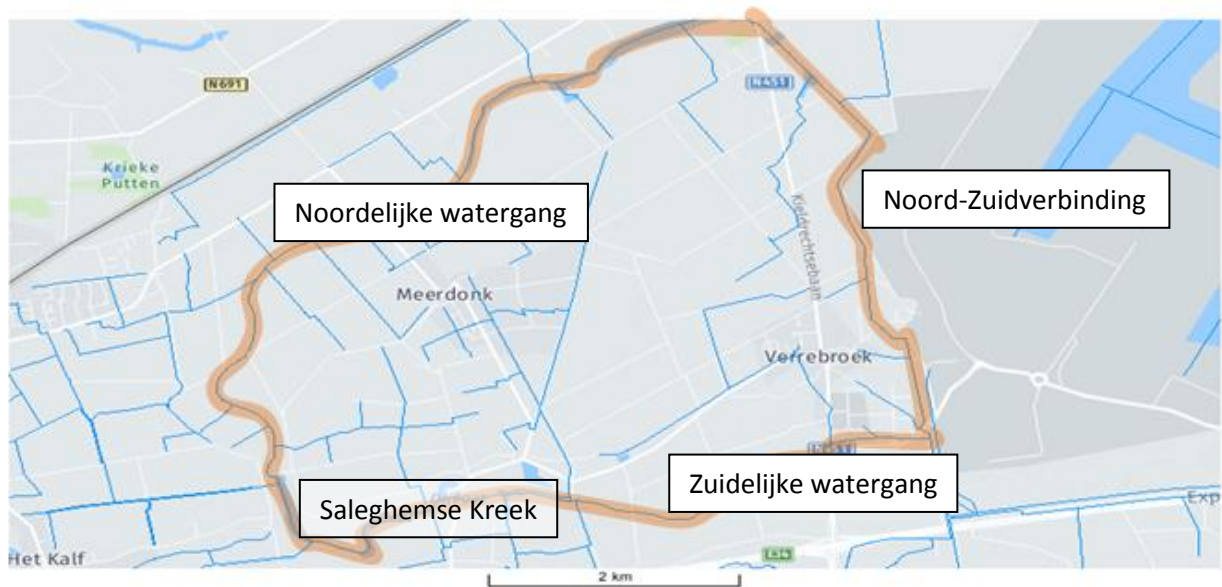 N691
N451
Krieke
Putten
Noordelijke watergang
Noord-Zuidverbinding
Kieldrechtsebaan
Meerdonk
Verrebroek
Zuidelijke watergang
Saleghemse Kreek
Exp
Het Kalf
E34
2 km